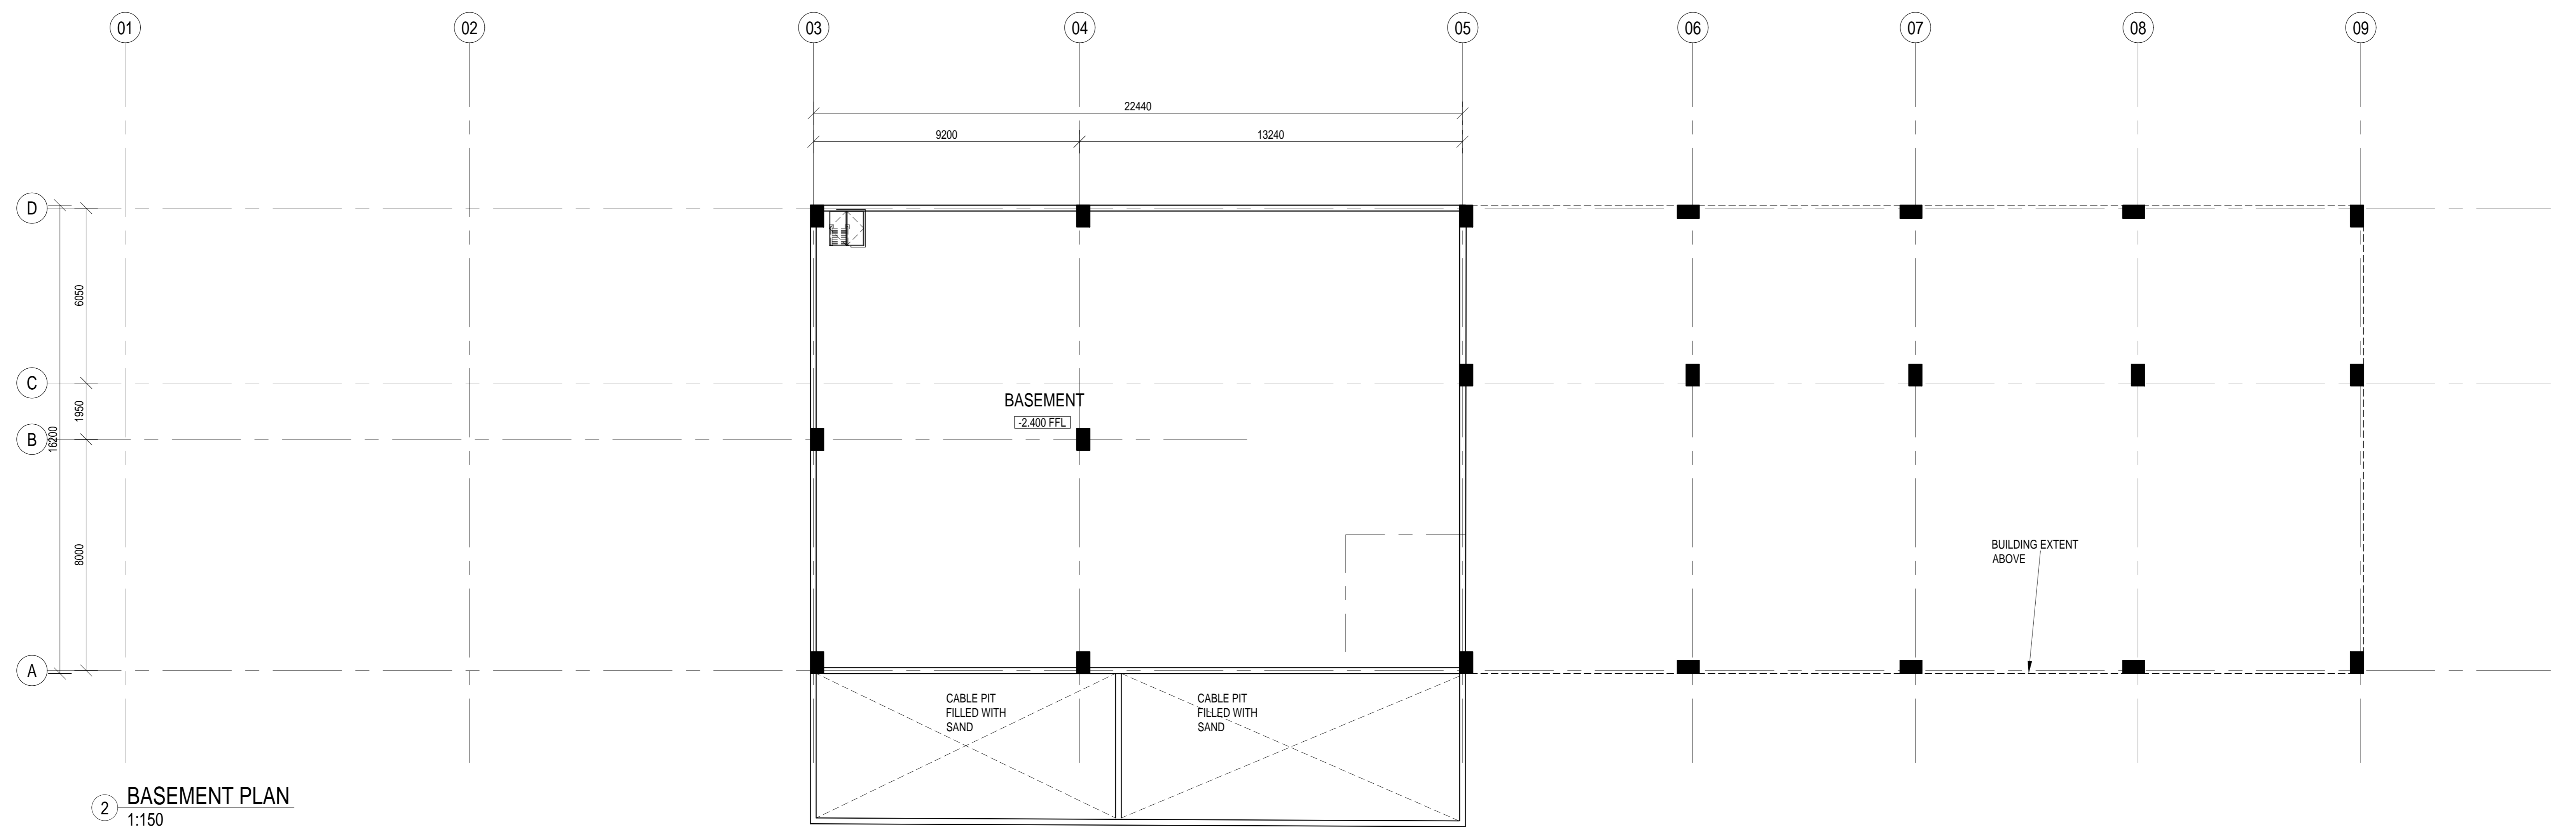 01
02
03
04
05
06
07
08
09
22440
9200
13240
D
6050
C
1950
B
16200
8000
A
BASEMENT
-2.400 FFL
BUILDING EXTENT
ABOVE
CABLE PIT
FILLED WITH
SAND
CABLE PIT
FILLED WITH
SAND
2
BASEMENT PLAN
1:150